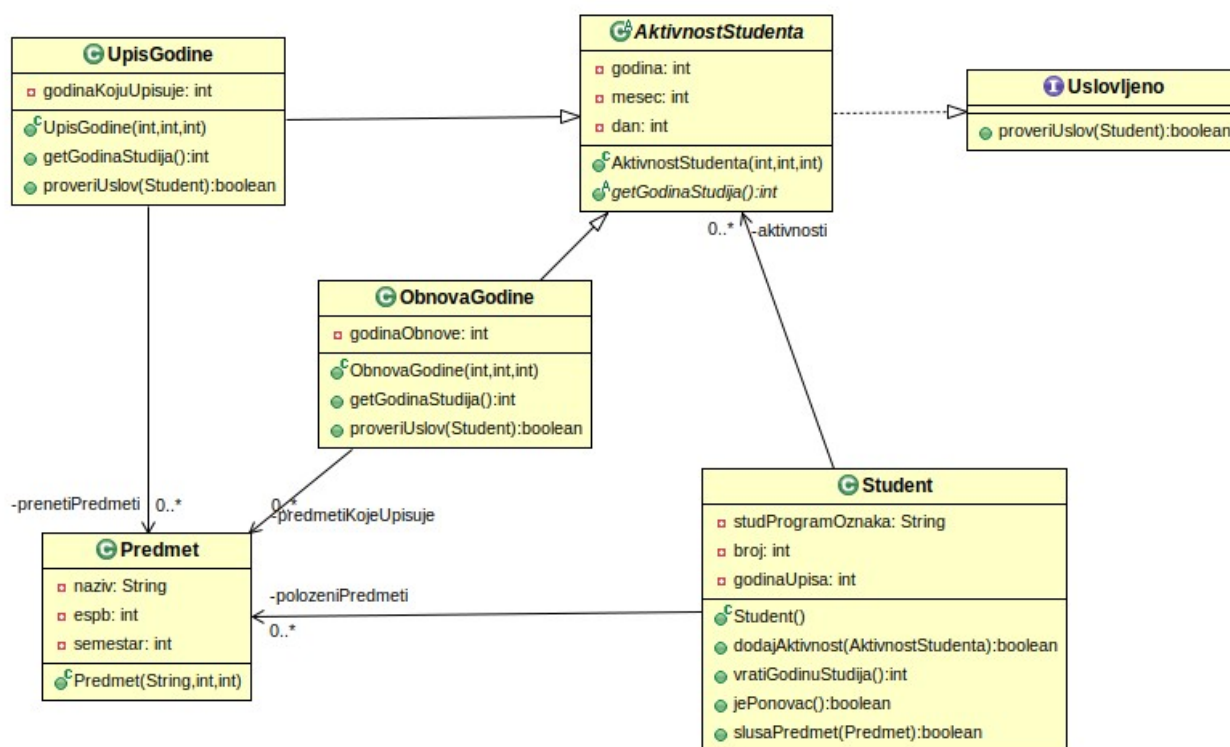 UpisGodine
godinaKojuUpisuje: int
UpisGodine(int,int,int)
getGodinaStudija():int
proveriUslov(Student):boolean
AktivnostStudenta
godina: int
mesec: int
dan: int
AktivnostStudenta(int,int,int)
getGodinaStudija():int
Uslovljeno
proveriUslov(Student):boolean
0..*
-aktivnosti
ObnovaGodine
godinaObnove: int
ObnovaGodine(int,int,int)
getGodinaStudija():int
proveriUslov(Student):boolean
-prenetiPredmeti
0..*
0..*
-predmetiKojeUpisuje
Predmet
naziv: String
espb: int
semestar: int
Predmet(String,int,int)
-polozeniPredmeti
0..*
Student
studProgramOznaka: String
broj: int
godinaUpisa: int
Student()
dodajAktivnost(AktivnostStudenta):boolean
vratiGodinuStudija():int
jePonovac():boolean
slusaPredmet(Predmet):boolean